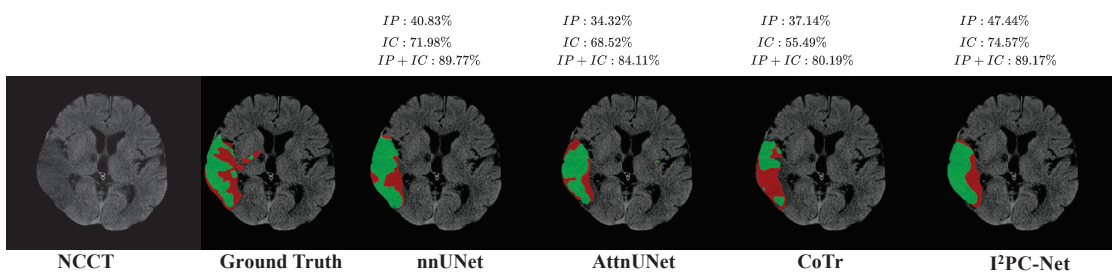 IP : 40.83% IP : 34.32% IP : 37.14% IP : 47.44%
IC : 71.98% IC : 68.52% IC : 55.49% IC : 74.57%
IP + IC : 89.77% IP + IC : 84.11% IP + IC : 80.19% IP + IC : 89.17%
NCCT Ground Truth nnUNet AttnUNet CoTr I²PC-Net